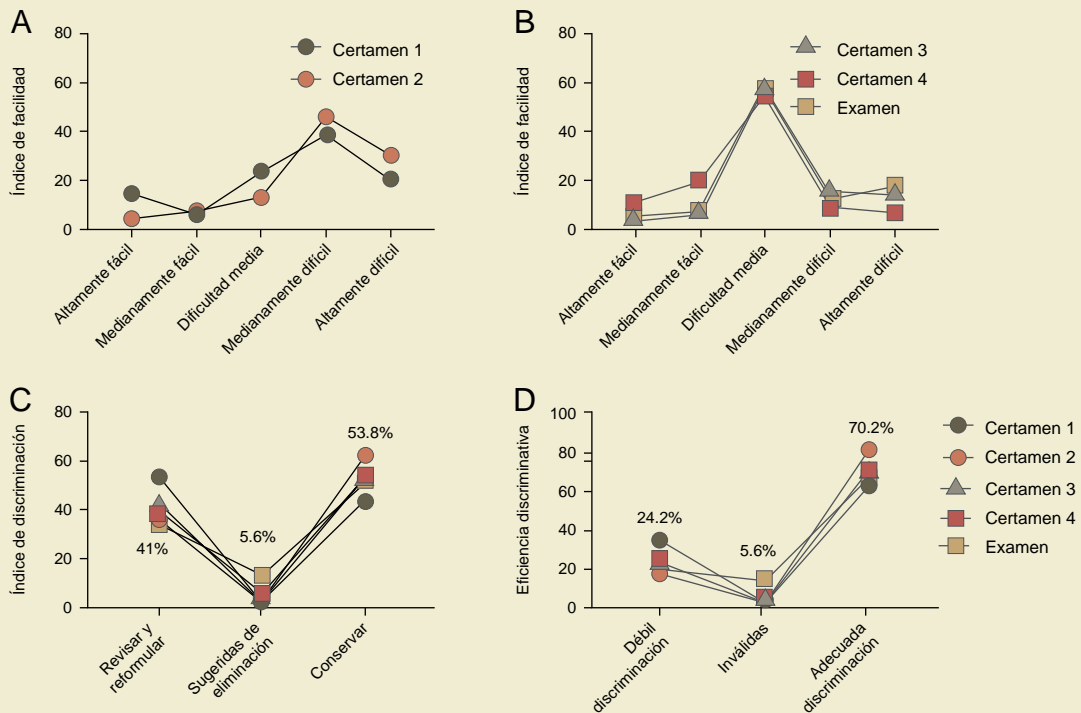 A
Índice de facilidad
80
60
40
20
0
Certamen 1
Certamen 2
Altamente fácil
Medianamente fácil
Dificultad media
Medianamente difícil
Altamente difícil
B
Índice de facilidad
80
60
40
20
0
Certamen 3
Certamen 4
Examen
Altamente fácil
Medianamente fácil
Dificultad media
Medianamente difícil
Altamente difícil
C
Índice de discriminación
80
60
40
20
0
41%
5.6%
53.8%
Revisar y
reformular
Sugeridas de
eliminación
Conservar
D
Eficiencia discriminativa
100
80
60
40
20
0
24.2%
5.6%
70.2%
Débil
discriminación
Inválidas
Adecuada
discriminación
Certamen 1
Certamen 2
Certamen 3
Certamen 4
Examen